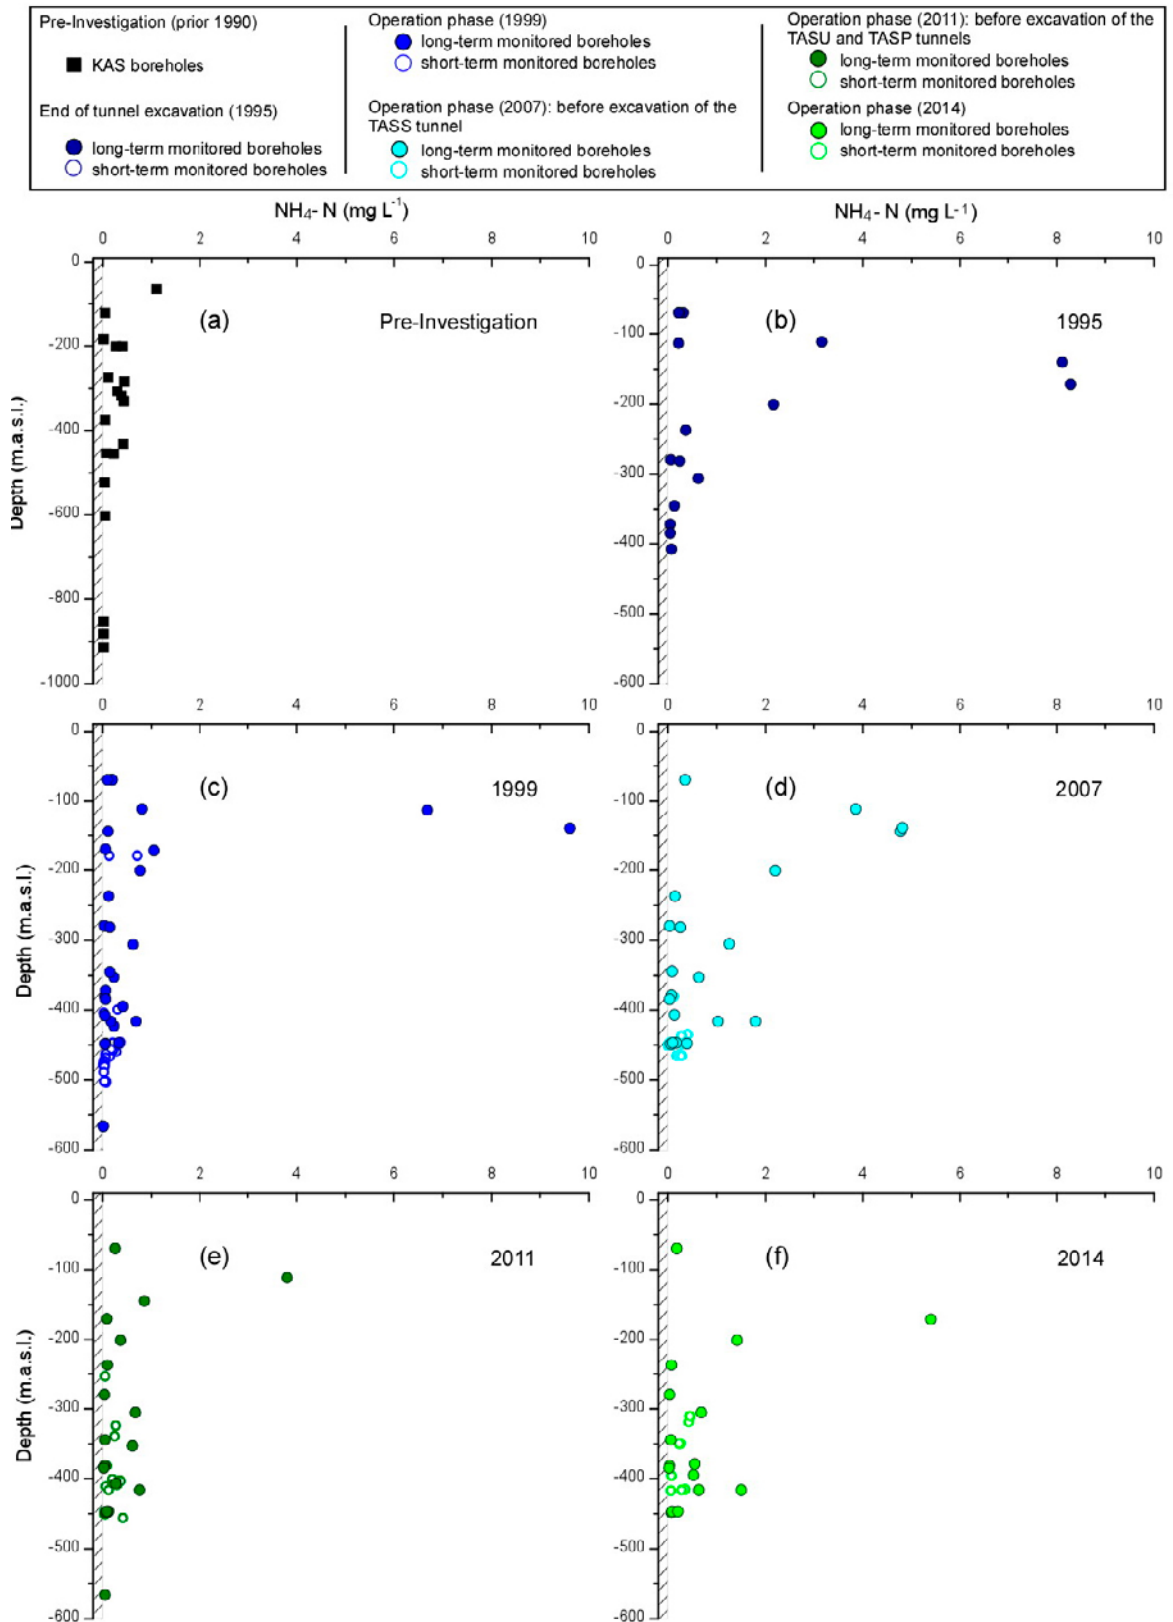 Pre-Investigation (prior 1990)
KAS boreholes
End of tunnel excavation (1995)
long-term monitored boreholes
short-term monitored boreholes
Operation phase (1999)
long-term monitored boreholes
short-term monitored boreholes
Operation phase (2007): before excavation of the
TASS tunnel
long-term monitored boreholes
short-term monitored boreholes
Operation phase (2011): before excavation of the
TASU and TASP tunnels
long-term monitored boreholes
short-term monitored boreholes
Operation phase (2014)
long-term monitored boreholes
short-term monitored boreholes
NH₄- N (mg L⁻¹)
0 2 4 6 8 10
0
-200
-400
-600
-800
-1000
Depth (m.a.s.l.)
(a)
Pre-Investigation
NH₄- N (mg L⁻¹)
0 2 4 6 8 10
0
-100
-200
-300
-400
-500
-600
(b)
1995
0 2 4 6 8 10
0
-100
-200
-300
-400
-500
-600
Depth (m.a.s.l.)
(c)
1999
0 2 4 6 8 10
0
-100
-200
-300
-400
-500
-600
(d)
2007
0 2 4 6 8 10
0
-100
-200
-300
-400
-500
-600
Depth (m.a.s.l.)
(e)
2011
0 2 4 6 8 10
0
-100
-200
-300
-400
-500
-600
(f)
2014